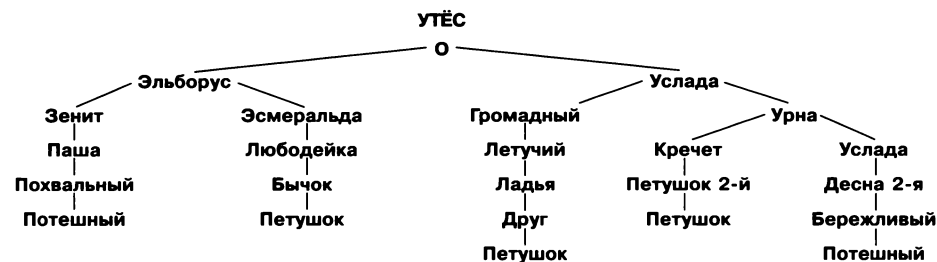 УТЁС
О
Эльборус Услада
Зенит Эсмеральда Громадный Урна
Паша Любодейка Летучий Кречет Услада
Похвальный Бычок Ладья Петушок 2-й Десна 2-я
Потешный Петушок Друг Петушок Бережливый
Петушок Потешный